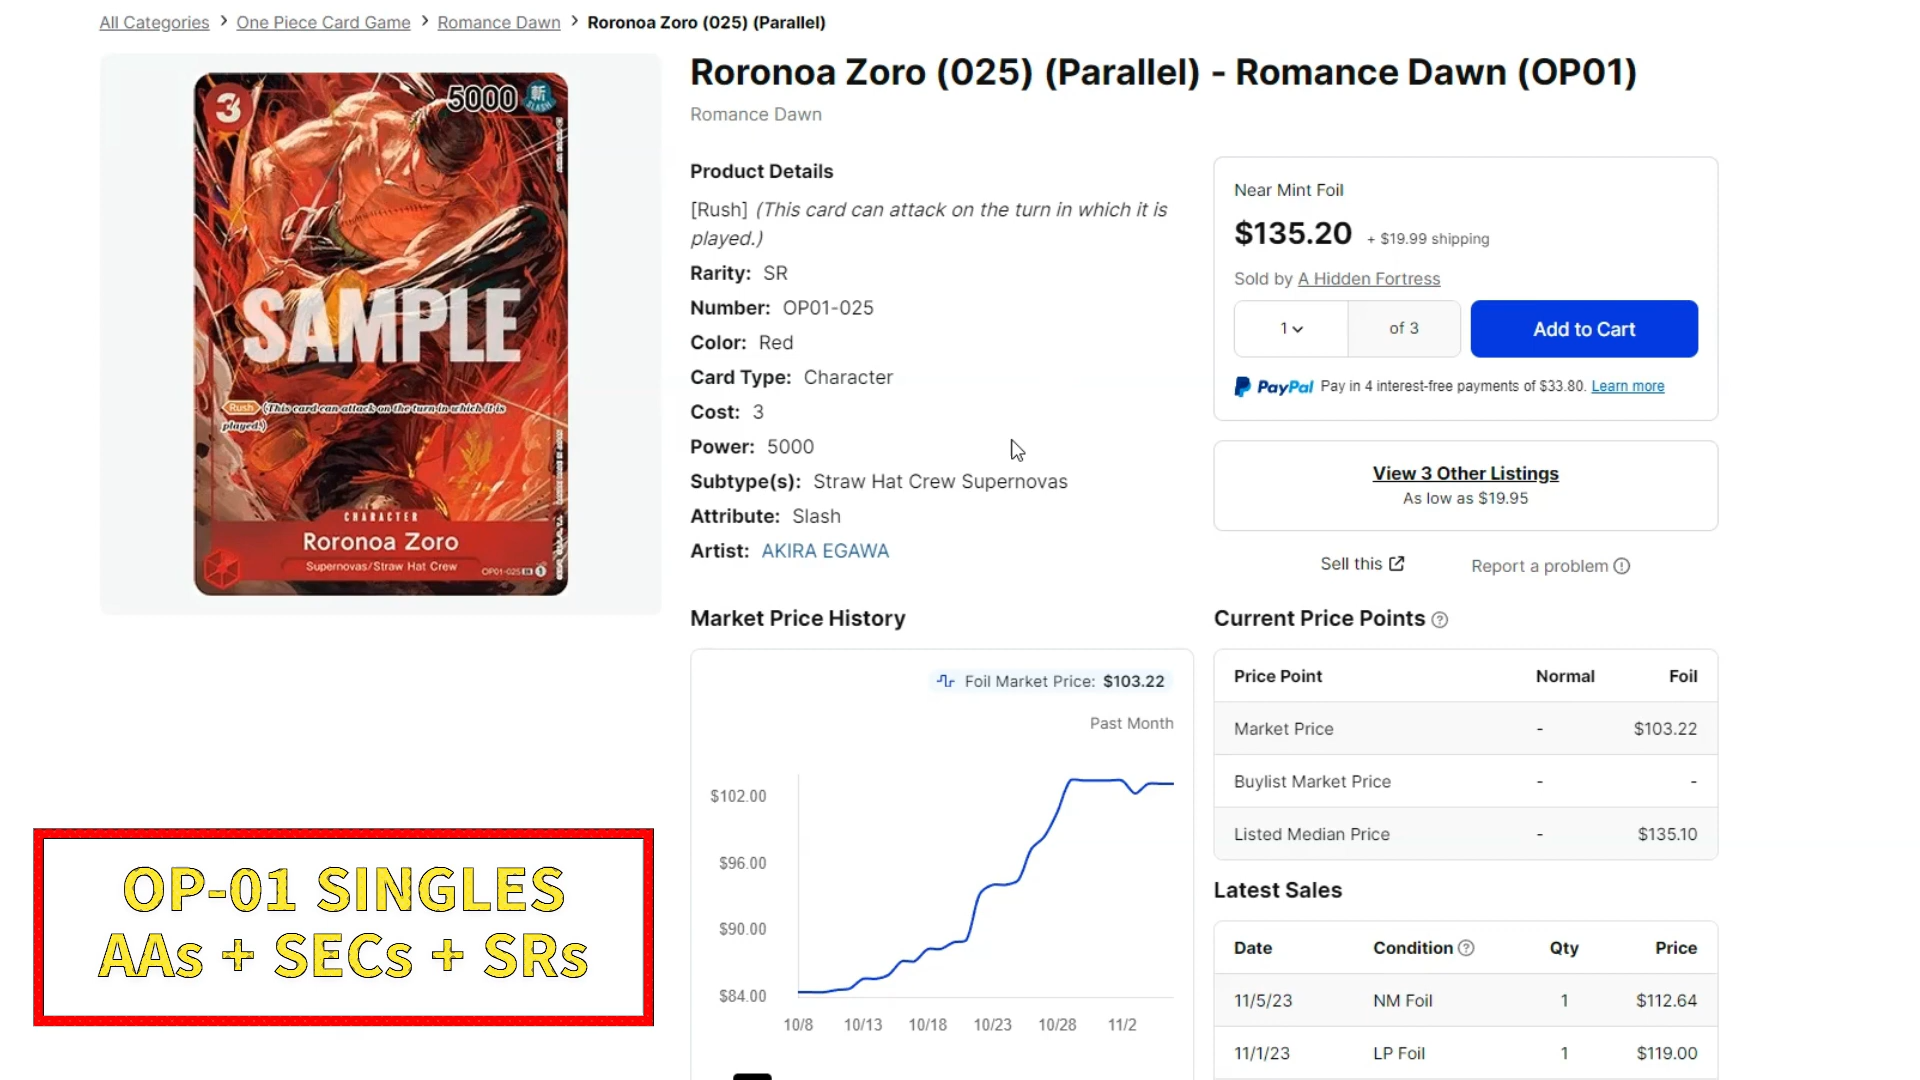 All Categories > One Piece Card Game > Romance Dawn > Roronoa Zoro (025) (Parallel)
3
5000
斬
SLASH
SAMPLE
Rush (This card can attack on the turn in which it is
played.)
CHARACTER
Roronoa Zoro
Supernovas/Straw Hat Crew
OP01-025 SR 1
Roronoa Zoro (025) (Parallel) - Romance Dawn (OP01)
Romance Dawn
Product Details
[Rush] (This card can attack on the turn in which it is
played.)
Rarity: SR
Number: OP01-025
Color: Red
Card Type: Character
Cost: 3
Power: 5000
Subtype(s): Straw Hat Crew Supernovas
Attribute: Slash
Artist: AKIRA EGAWA
Near Mint Foil
$135.20 + $19.99 shipping
Sold by A Hidden Fortress
1 of 3
Add to Cart
PayPal Pay in 4 interest-free payments of $33.80. Learn more
View 3 Other Listings
As low as $19.95
Sell this
Report a problem
Market Price History
Foil Market Price: $103.22
Past Month
$102.00
$96.00
$90.00
$84.00
10/8 10/13 10/18 10/23 10/28 11/2
Current Price Points
Price Point Normal Foil
Market Price - $103.22
Buylist Market Price - -
Listed Median Price - $135.10
Latest Sales
Date Condition Qty Price
11/5/23 NM Foil 1 $112.64
11/1/23 LP Foil 1 $119.00
OP-01 SINGLES
AAs + SECs + SRs